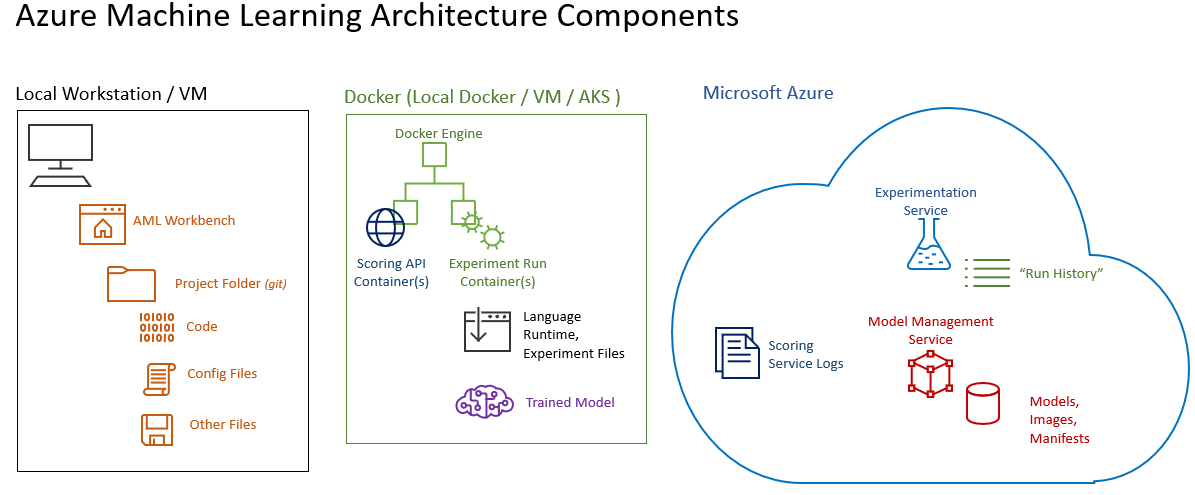 Azure Machine Learning Architecture Components
Local Workstation / VM
AML Workbench
Project Folder (git)
Code
Config Files
Other Files
Docker (Local Docker / VM / AKS )
Docker Engine
Scoring API
Container(s)
Experiment Run
Container(s)
Language
Runtime,
Experiment Files
Trained Model
Microsoft Azure
Experimentation
Service
“Run History”
Model Management
Service
Scoring
Service Logs
Models,
Images,
Manifests